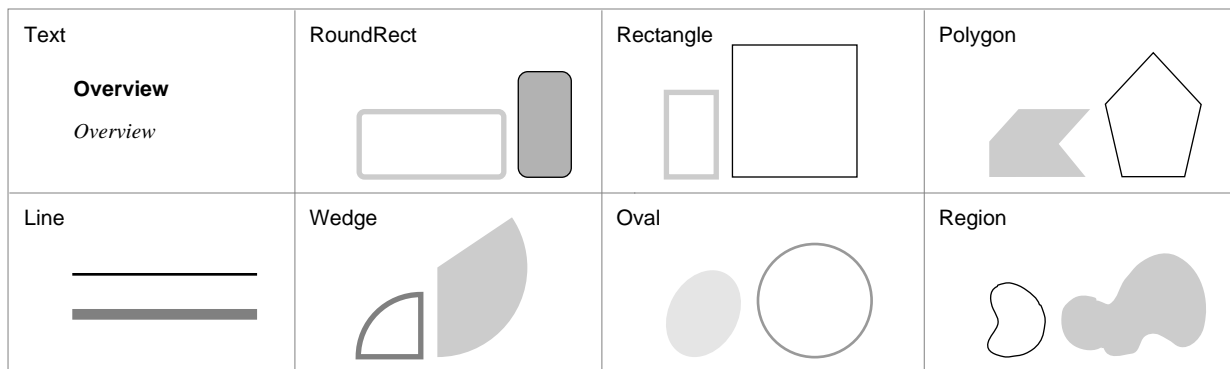 Text
Overview
Overview
RoundRect
Rectangle
Polygon
Line
Wedge
Oval
Region